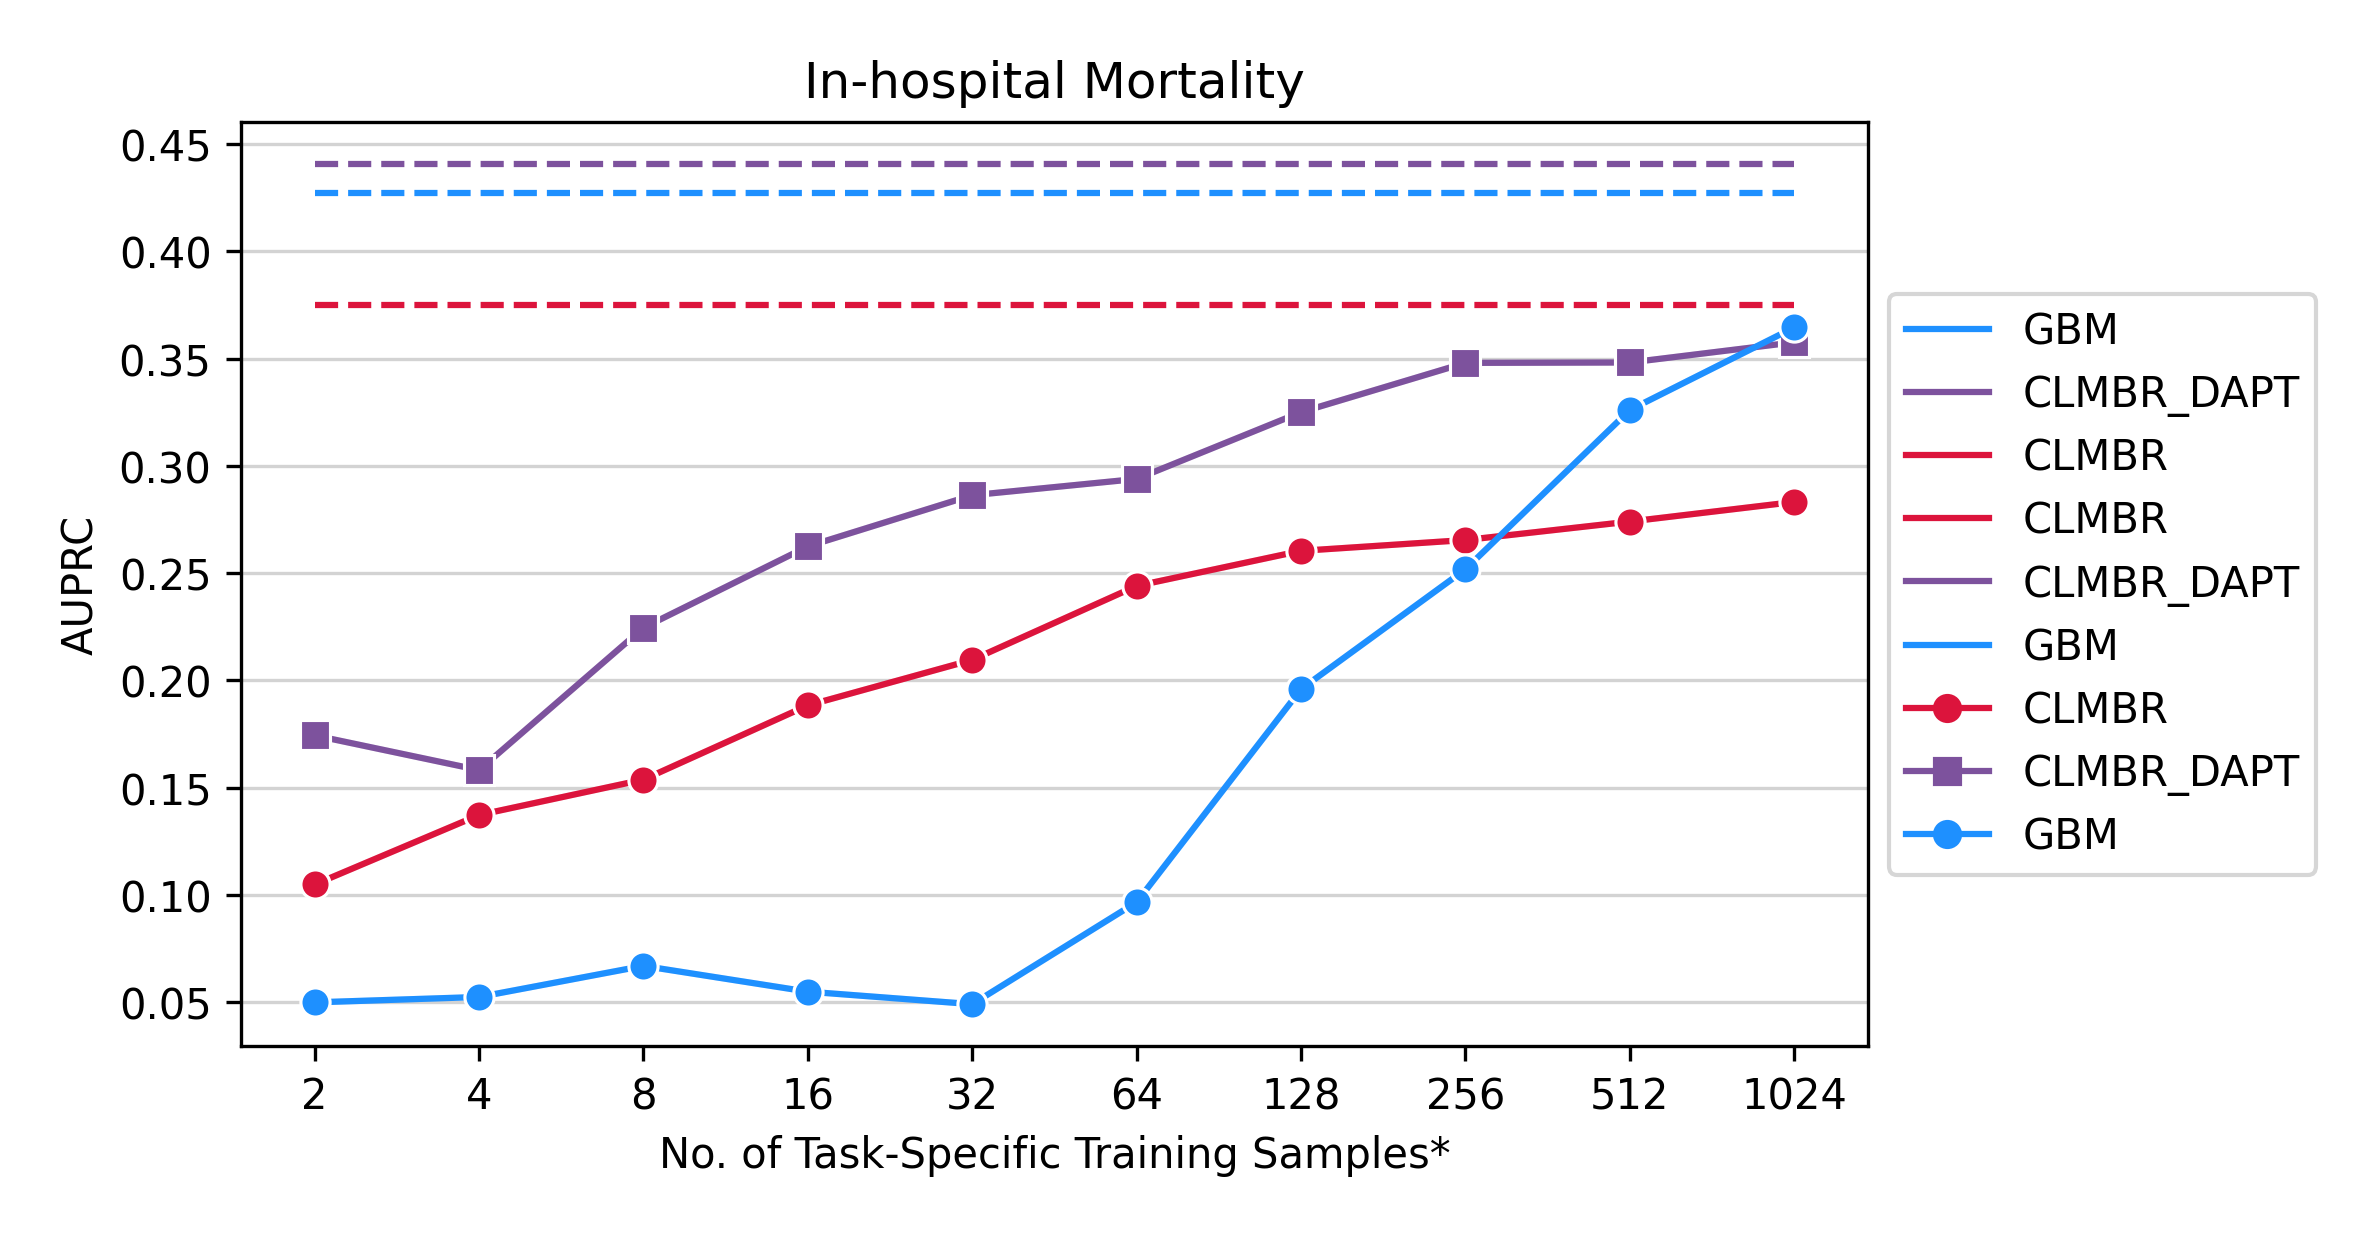 In-hospital Mortality
0.45
0.40
0.35
0.30
0.25
0.20
0.15
0.10
0.05
AUPRC
2 4 8 16 32 64 128 256 512 1024
No. of Task-Specific Training Samples*
GBM
CLMBR_DAPT
CLMBR
CLMBR
CLMBR_DAPT
GBM
CLMBR
CLMBR_DAPT
GBM